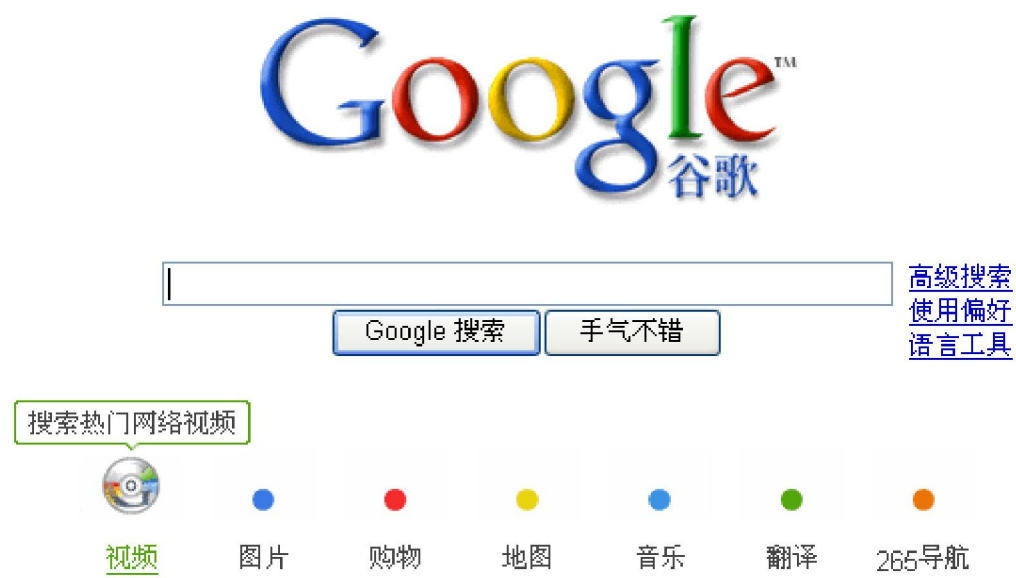 Google™
谷歌
高级搜索
Google 搜索 手气不错
使用偏好
语言工具
搜索热门网络视频
视频 图片 购物 地图 音乐 翻译 265导航